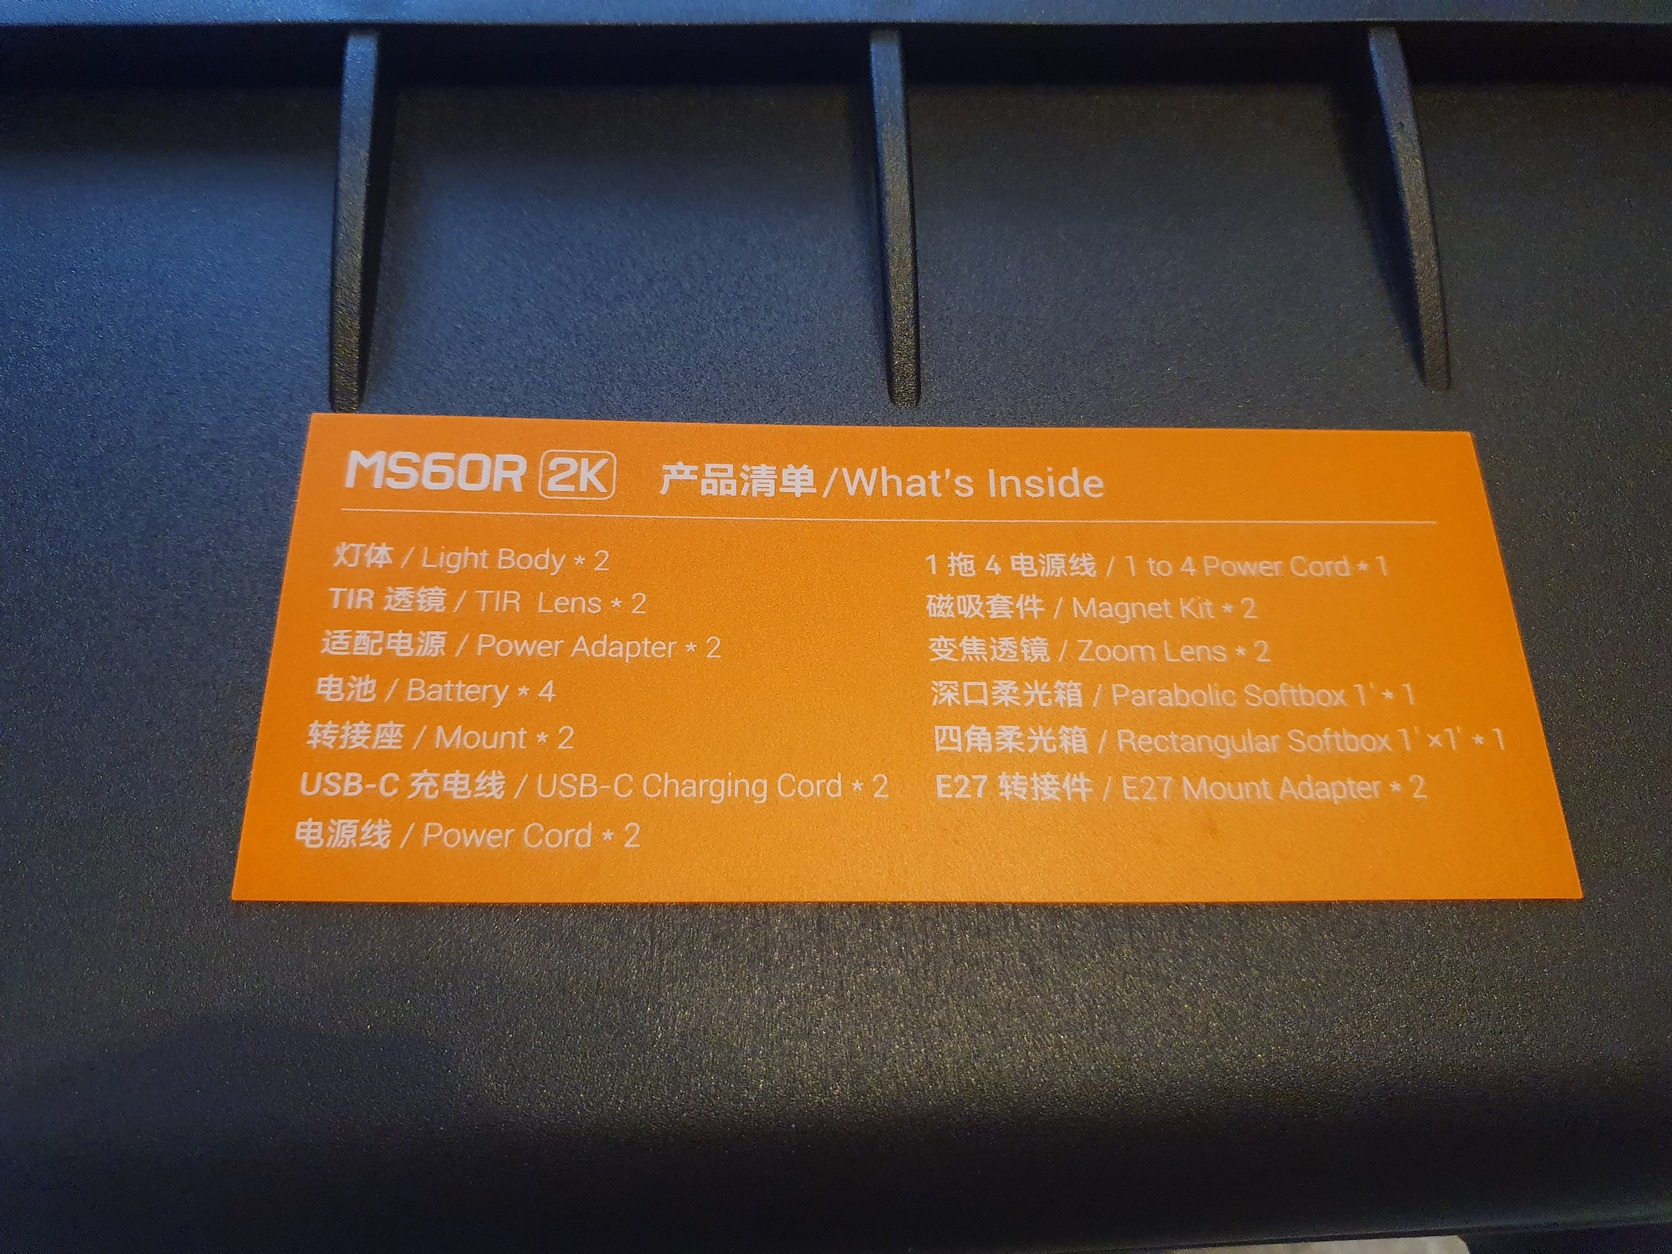 MS60R 2K 产品清单/What's Inside
灯体 / Light Body * 2
TIR 透镜 / TIR Lens * 2
适配电源 / Power Adapter * 2
电池 / Battery * 4
转接座 / Mount * 2
USB-C 充电线 / USB-C Charging Cord * 2
电源线 / Power Cord * 2
1 拖 4 电源线 / 1 to 4 Power Cord * 1
磁吸套件 / Magnet Kit * 2
变焦透镜 / Zoom Lens * 2
深口柔光箱 / Parabolic Softbox 1' * 1
四角柔光箱 / Rectangular Softbox 1' ×1' * 1
E27 转接件 / E27 Mount Adapter * 2